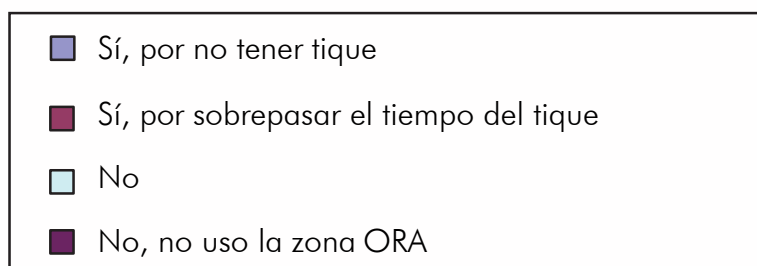 Sí, por no tener tique
Sí, por sobrepasar el tiempo del tique
No
No, no uso la zona ORA